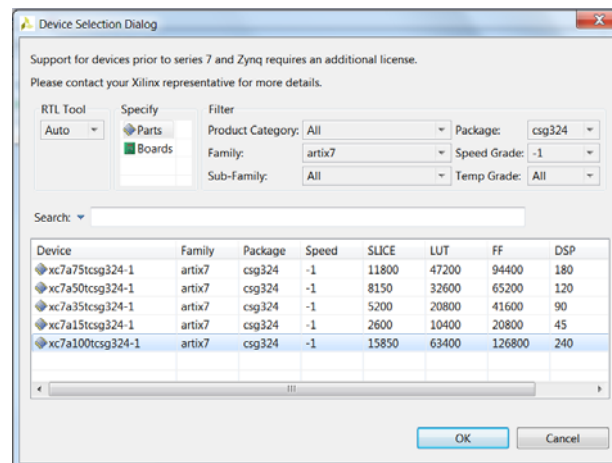 Device Selection Dialog
Support for devices prior to series 7 and Zynq requires an additional license.
Please contact your Xilinx representative for more details.
RTL Tool Specify Filter
Auto Parts Product Category: All Package: csg324
Boards Family: artix7 Speed Grade: -1
Sub-Family: All Temp Grade: All
Search:
Device Family Package Speed SLICE LUT FF DSP
xc7a75tcsg324-1 artix7 csg324 -1 11800 47200 94400 180
xc7a50tcsg324-1 artix7 csg324 -1 8150 32600 65200 120
xc7a35tcsg324-1 artix7 csg324 -1 5200 20800 41600 90
xc7a15tcsg324-1 artix7 csg324 -1 2600 10400 20800 45
xc7a100tcsg324-1 artix7 csg324 -1 15850 63400 126800 240
OK Cancel